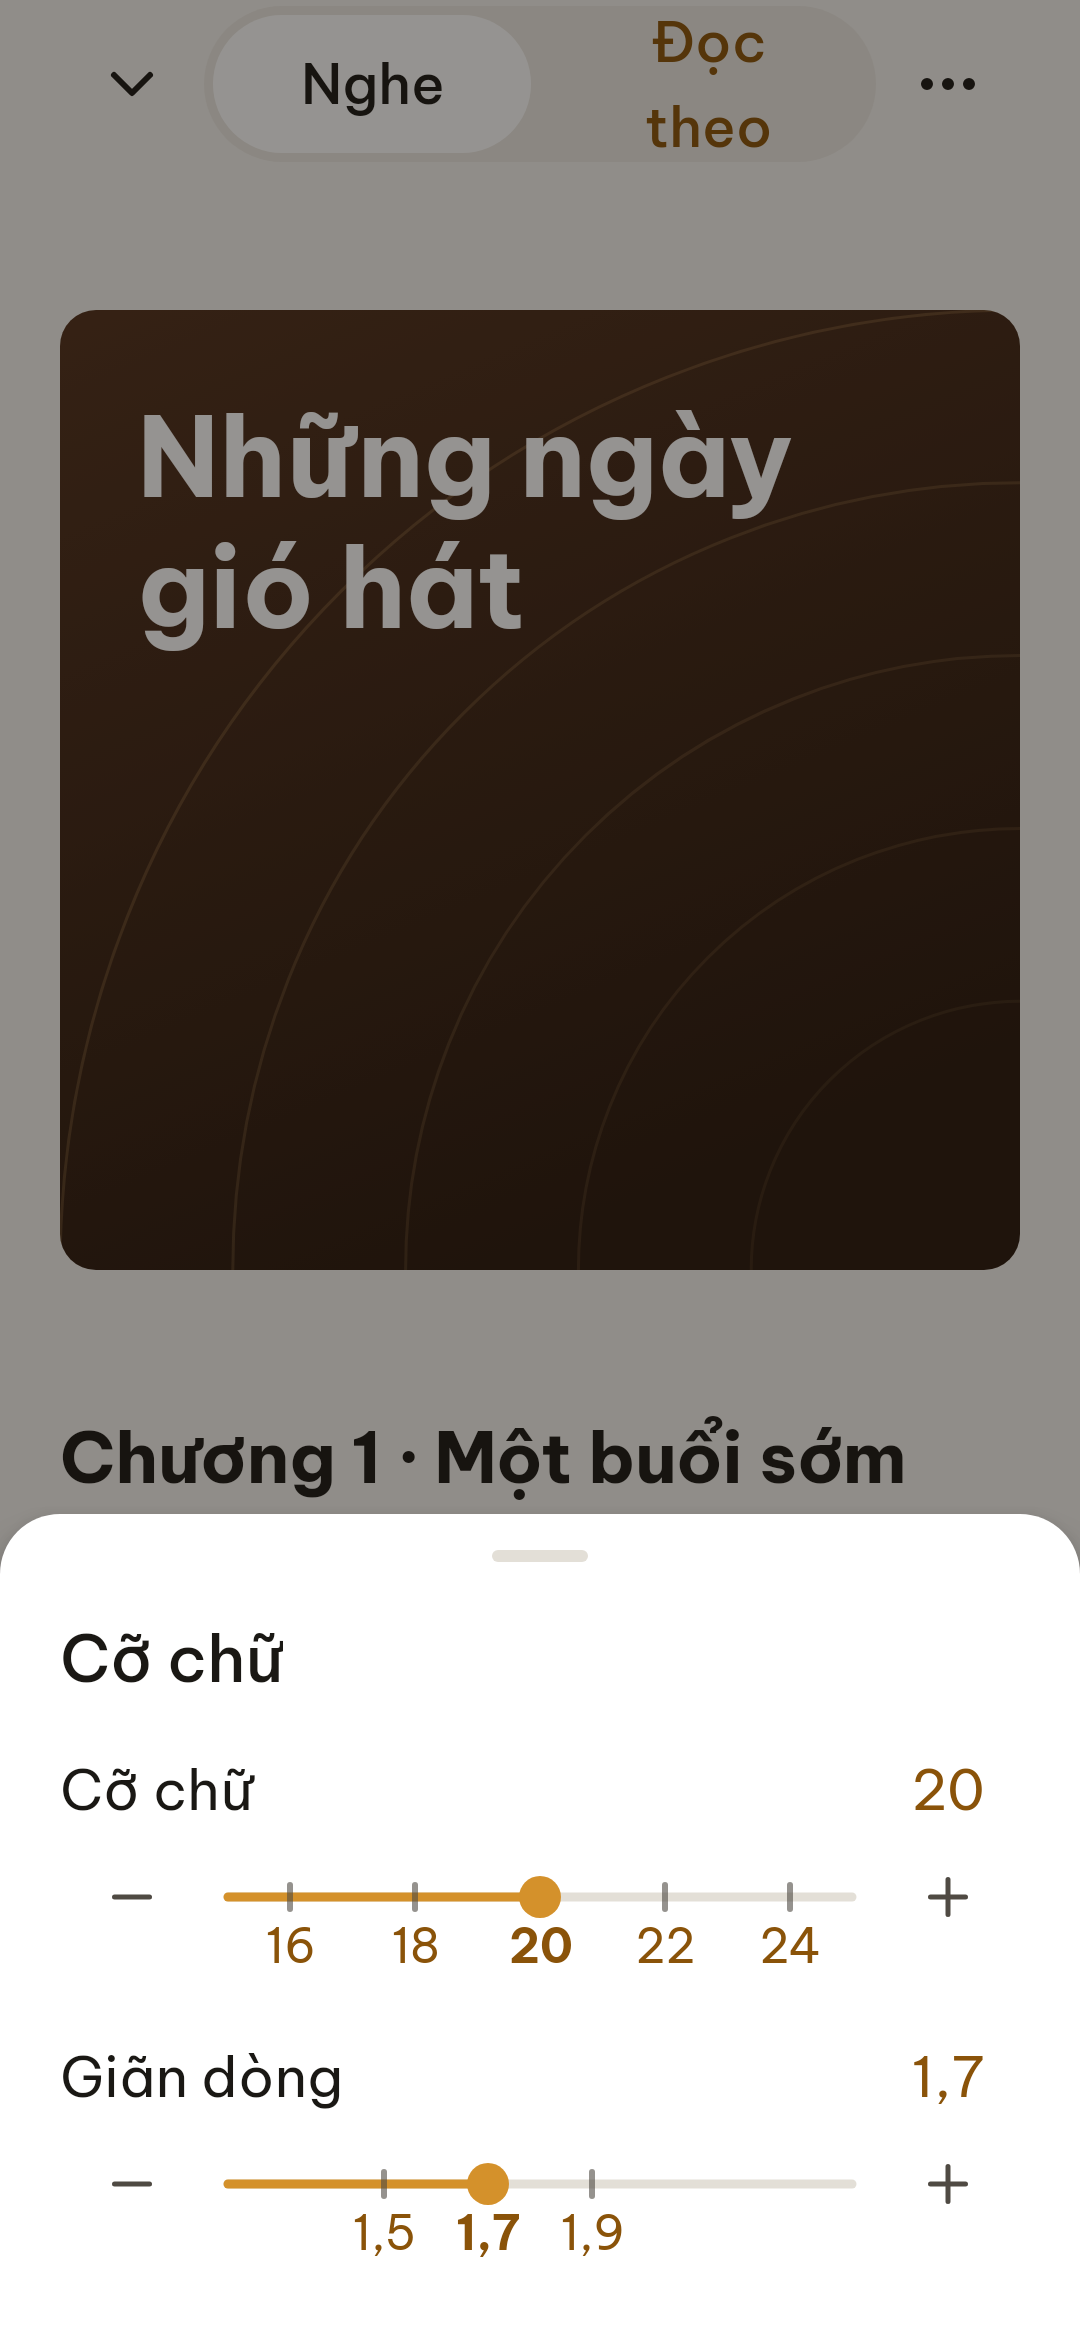 Nghe
Đọc
theo
Những ngày
gió hát
Chương 1 · Một buổi sớm
Cỡ chữ
Cỡ chữ 20
16 18 20 22 24
Giãn dòng 1,7
1,5 1,7 1,9